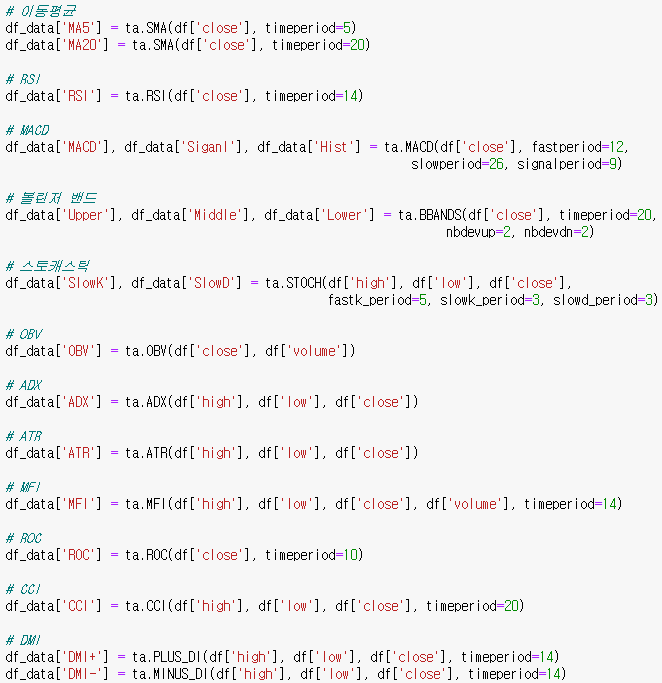 # 이동평균
df_data['MA5'] = ta.SMA(df['close'], timeperiod=5)
df_data['MA20'] = ta.SMA(df['close'], timeperiod=20)
# RSI
df_data['RSI'] = ta.RSI(df['close'], timeperiod=14)
# MACD
df_data['MACD'], df_data['Siganl'], df_data['Hist'] = ta.MACD(df['close'], fastperiod=12,
slowperiod=26, signalperiod=9)
# 볼린저 밴드
df_data['Upper'], df_data['Middle'], df_data['Lower'] = ta.BBANDS(df['close'], timeperiod=20,
nbdevup=2, nbdevdn=2)
# 스토캐스틱
df_data['SlowK'], df_data['SlowD'] = ta.STOCH(df['high'], df['low'], df['close'],
fastk_period=5, slowk_period=3, slowd_period=3)
# OBV
df_data['OBV'] = ta.OBV(df['close'], df['volume'])
# ADX
df_data['ADX'] = ta.ADX(df['high'], df['low'], df['close'])
# ATR
df_data['ATR'] = ta.ATR(df['high'], df['low'], df['close'])
# MFI
df_data['MFI'] = ta.MFI(df['high'], df['low'], df['close'], df['volume'], timeperiod=14)
# ROC
df_data['ROC'] = ta.ROC(df['close'], timeperiod=10)
# CCI
df_data['CCI'] = ta.CCI(df['high'], df['low'], df['close'], timeperiod=20)
# DMI
df_data['DMI+'] = ta.PLUS_DI(df['high'], df['low'], df['close'], timeperiod=14)
df_data['DMI-'] = ta.MINUS_DI(df['high'], df['low'], df['close'], timeperiod=14)